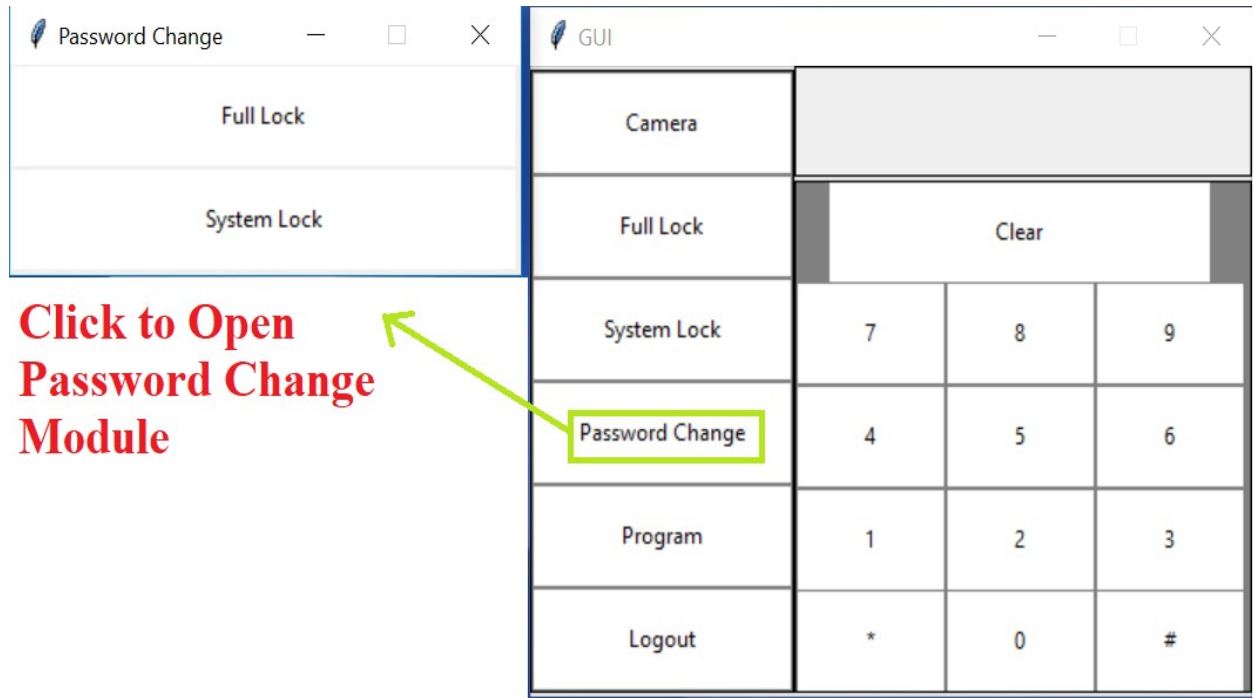 Password Change
Full Lock
System Lock
Click to Open
Password Change
Module
GUI
Camera
Full Lock
System Lock
Password Change
Program
Logout
Clear
7 8 9
4 5 6
1 2 3
* 0 #